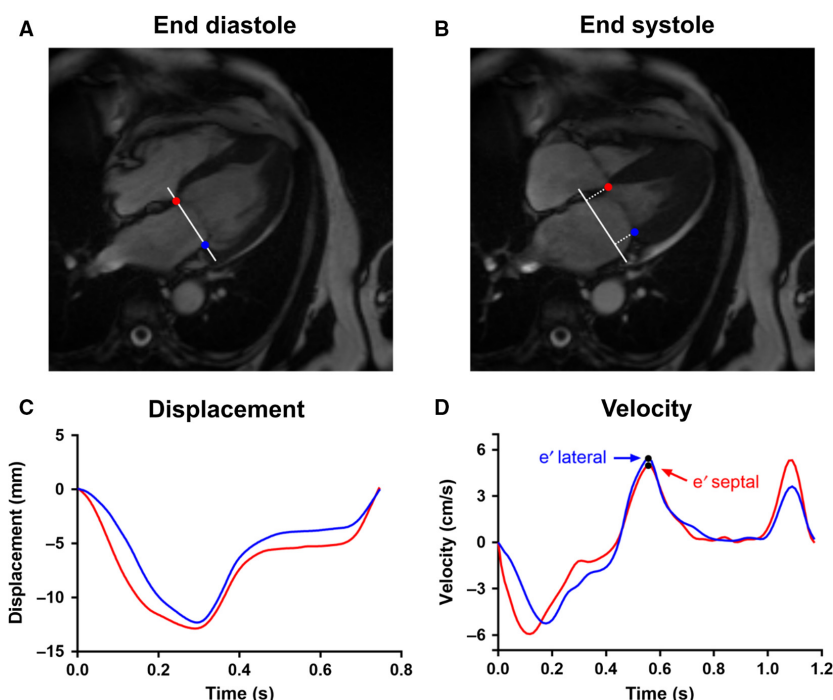 A
End diastole
B
End systole
C
Displacement
D
Velocity
5
0
–5
–10
–15
Displacement (mm)
0.0 0.2 0.4 0.6 0.8
Time (s)
6
3
0
–3
–6
Velocity (cm/s)
e′ lateral
e′ septal
0.0 0.2 0.4 0.6 0.8 1.0 1.2
Time (s)